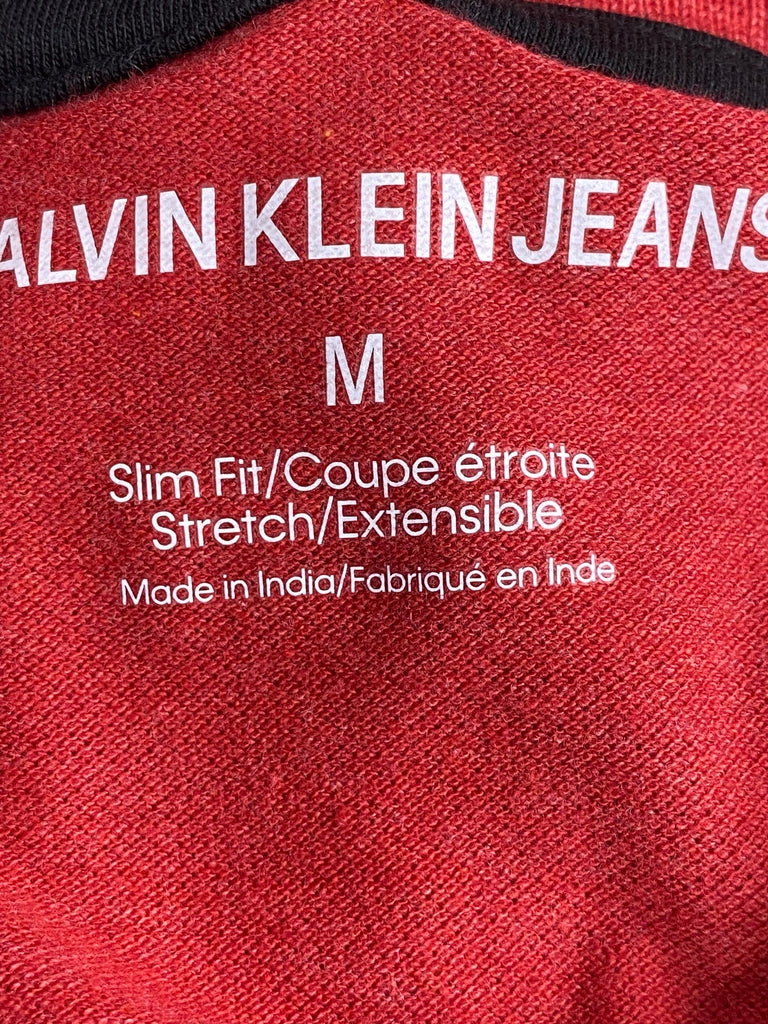 ALVIN KLEIN JEANS
M
Slim Fit/Coupe étroite
Stretch/Extensible
Made in India/Fabriqué en Inde